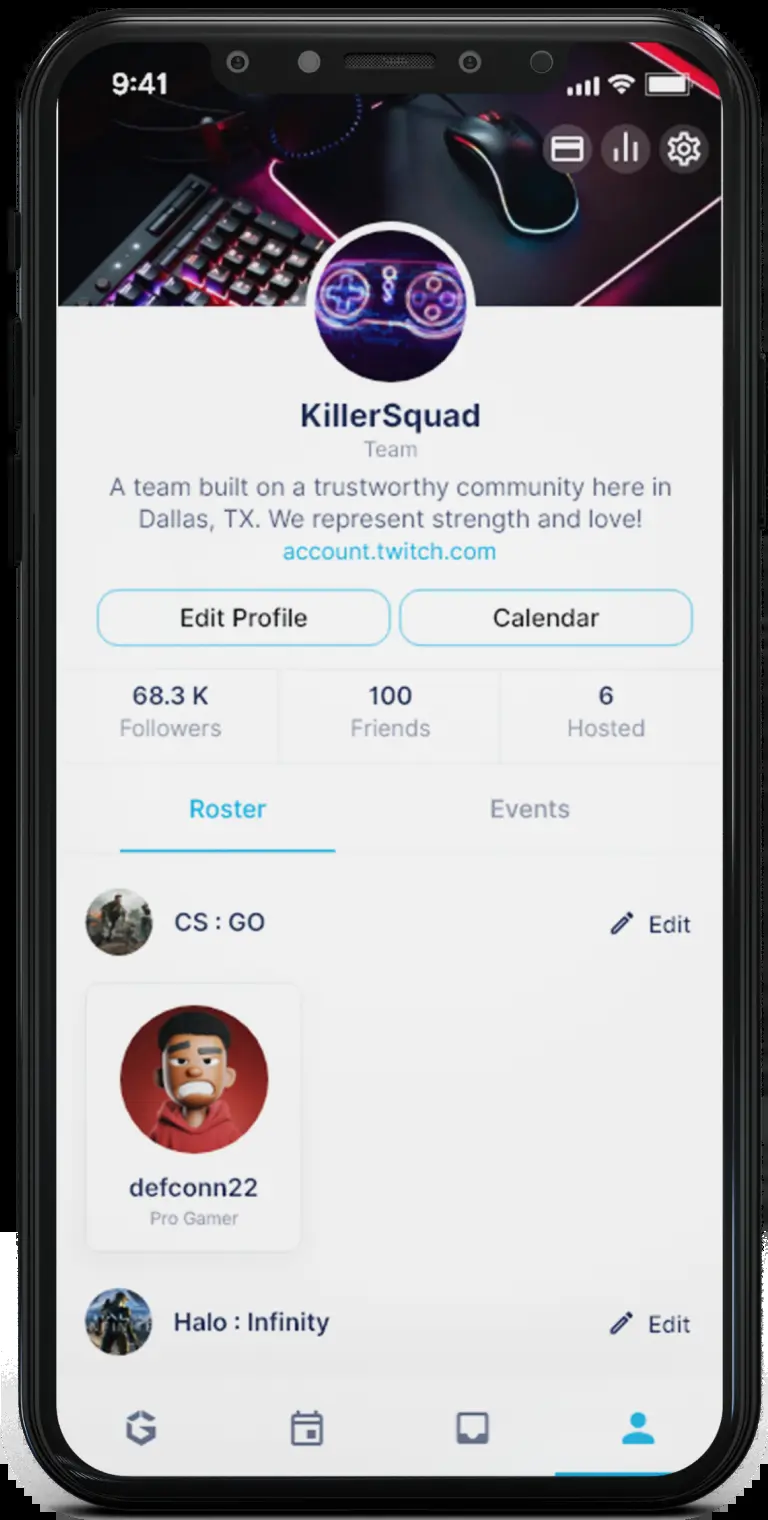 9:41
KillerSquad
Team
A team built on a trustworthy community here in
Dallas, TX. We represent strength and love!
account.twitch.com
Edit Profile
Calendar
68.3 K
100
6
Followers
Friends
Hosted
Roster
Events
CS : GO
Edit
defconn22
Pro Gamer
Halo : Infinity
Edit